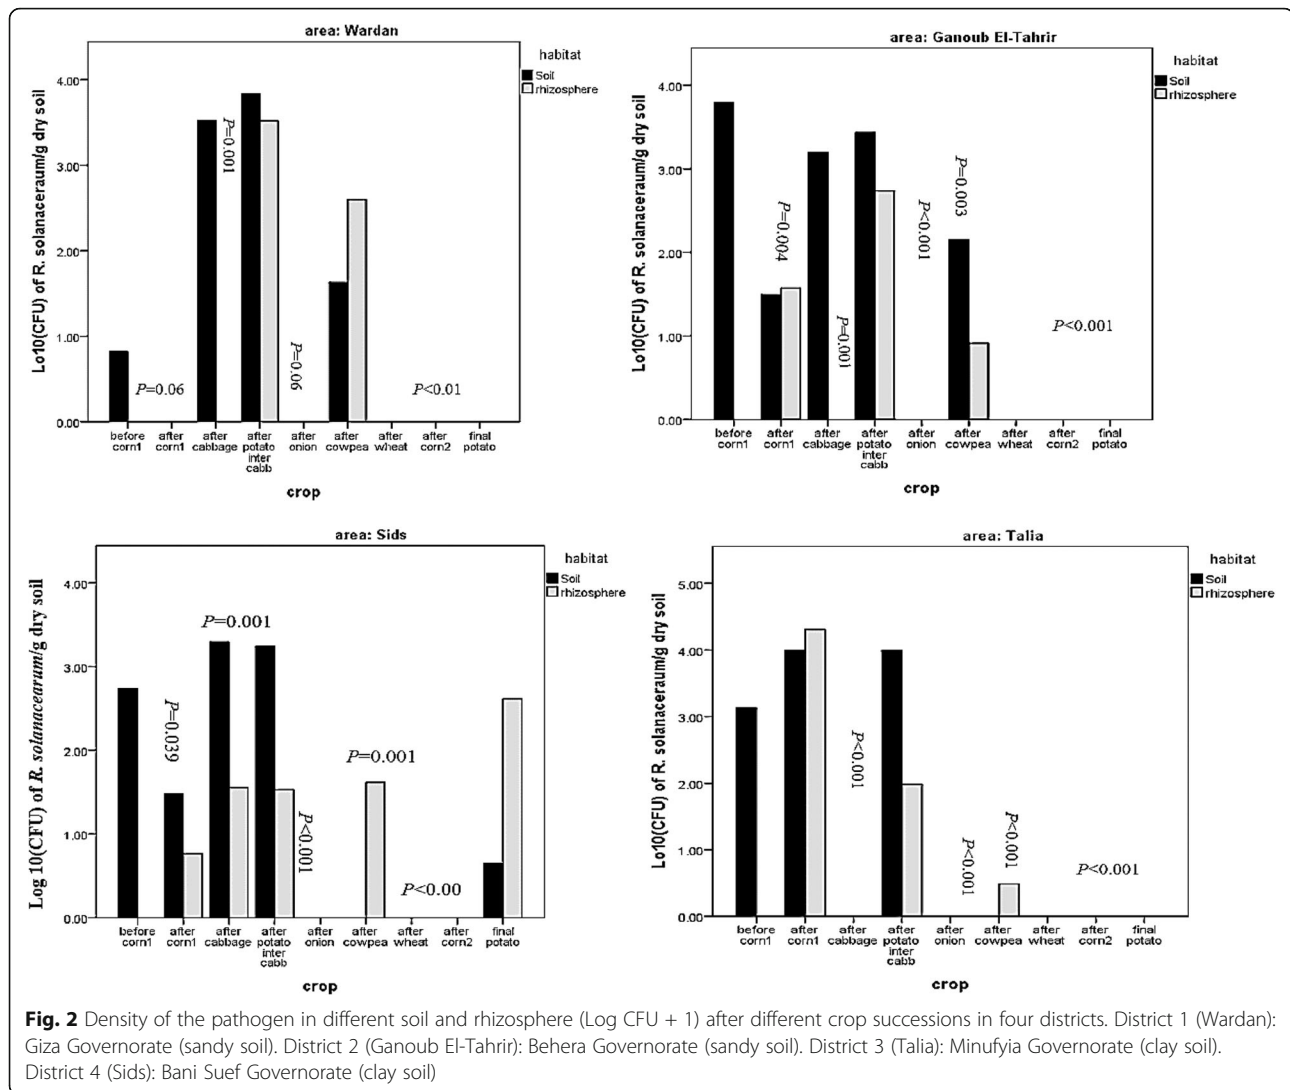 area: Wardan
habitat
Soil
rhizosphere
Lo10(CFU) of R. solanaceraum/g dry soil
4.00
3.00
2.00
1.00
0.00
P=0.06
P=0.001
P=0.06
P<0.01
before corn1
after corn1
after cabbage
after potato inter cabb
after onion
after cowpea
after wheat
after corn2
final potato
crop
area: Ganoub El-Tahrir
habitat
Soil
rhizosphere
Lo10(CFU) of R. solanaceraum/g dry soil
4.00
3.00
2.00
1.00
0.00
P=0.004
P=0.001
P<0.001
P=0.003
P<0.001
before corn1
after corn1
after cabbage
after potato inter cabb
after onion
after cowpea
after wheat
after corn2
final potato
crop
area: Sids
habitat
Soil
rhizosphere
Log 10(CFU) of R. solanacearum/g dry soil
4.00
3.00
2.00
1.00
0.00
P=0.039
P=0.001
P<0.001
P=0.001
P<0.00
before corn1
after corn1
after cabbage
after potato inter cabb
after onion
after cowpea
after wheat
after corn2
final potato
crop
area: Talia
habitat
Soil
rhizosphere
Lo10(CFU) of R. solanaceraum/g dry soil
5.00
4.00
3.00
2.00
1.00
0.00
P<0.001
P<0.001
P<0.001
P<0.001
before corn1
after corn1
after cabbage
after potato inter cabb
after onion
after cowpea
after wheat
after corn2
final potato
crop
Fig. 2 Density of the pathogen in different soil and rhizosphere (Log CFU + 1) after different crop successions in four districts. District 1 (Wardan):
Giza Governorate (sandy soil). District 2 (Ganoub El-Tahrir): Behera Governorate (sandy soil). District 3 (Talia): Minufyia Governorate (clay soil).
District 4 (Sids): Bani Suef Governorate (clay soil)